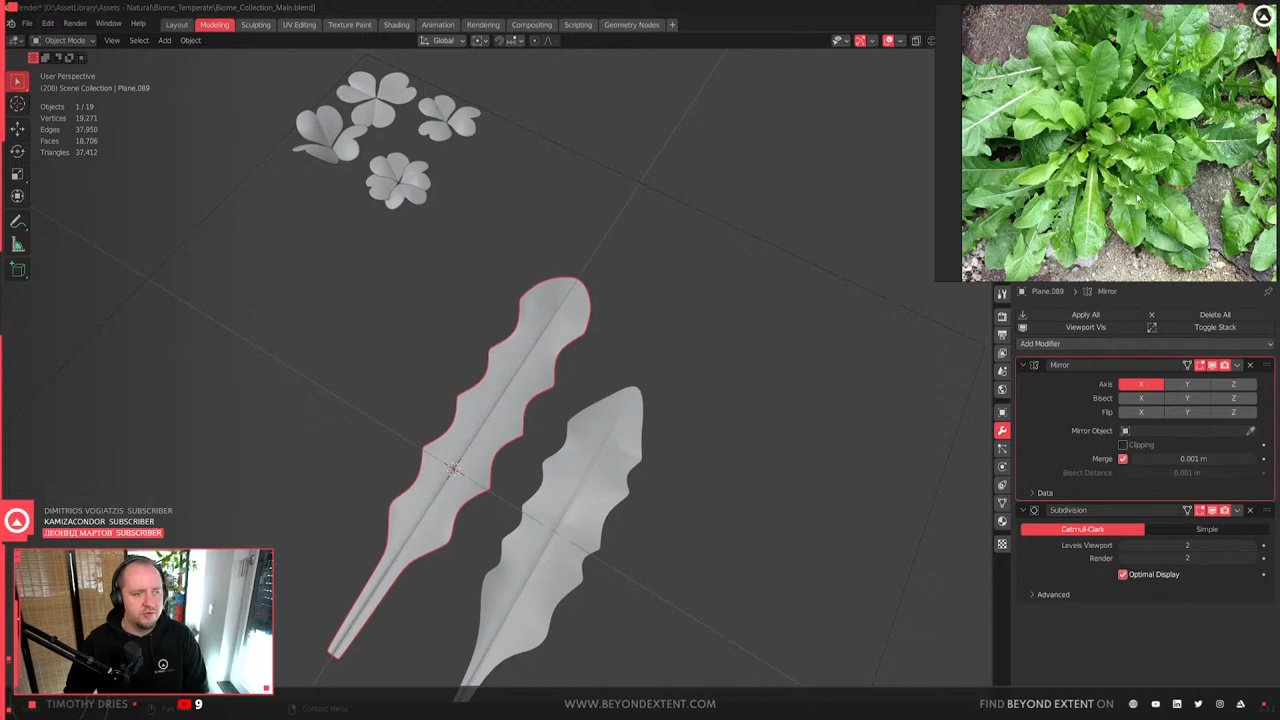 ender* [D:\AssetLibrary\Assets - Natural\Biome_Temperate\Biome_Collection_Main.blend]
File Edit Render Window Help Layout Modeling Sculpting UV Editing Texture Paint Shading Animation Rendering Compositing Scripting Geometry Nodes +
Object Mode View Select Add Object Global
User Perspective
(208) Scene Collection | Plane.089
Objects 1 / 19
Vertices 19,271
Edges 37,950
Faces 18,706
Triangles 37,412
Plane.089 > Mirror
Apply All Delete All
Viewport Vis Toggle Stack
Add Modifier
Mirror
Axis X Y Z
Bisect X Y Z
Flip X Y Z
Mirror Object
Clipping
Merge 0.001 m
Bisect Distance 0.001 m
Data
Subdivision
Catmull-Clark Simple
Levels Viewport 2
Render 2
Optimal Display
Advanced
DIMITRIOS VOGIATZIS SUBSCRIBER
KAMIZACONDOR SUBSCRIBER
ЛЕОНИД МАРТОВ SUBSCRIBER
TIMOTHY DRIES 9 Context Menu WWW.BEYONDEXTENT.COM FIND BEYOND EXTENT ON